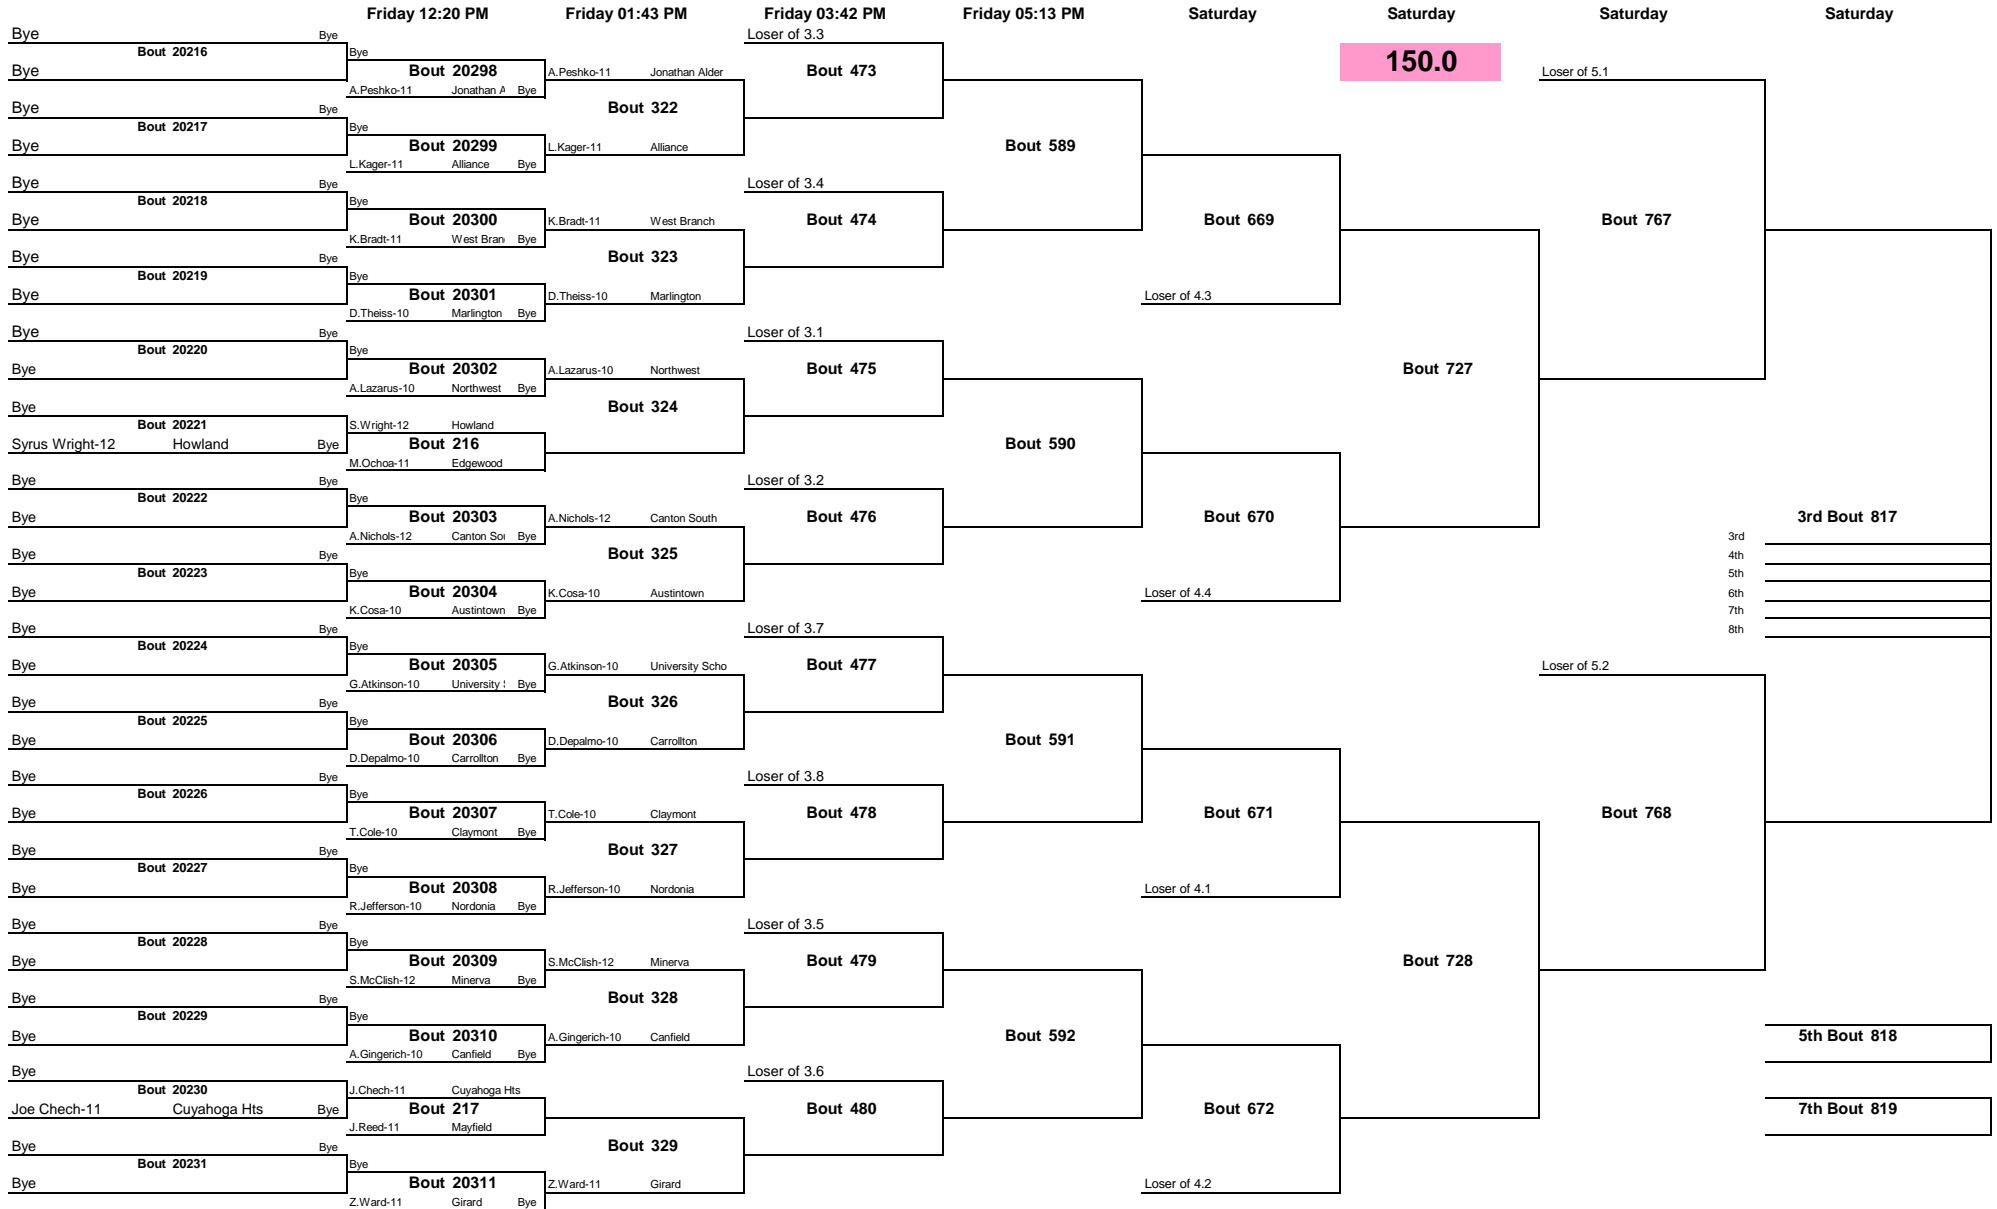 Friday 12:20 PM Friday 01:43 PM Friday 03:42 PM Friday 05:13 PM Saturday Saturday Saturday Saturday
150.0
Bye Bye
Bout 20216
Bye
Bye Bye
Bout 20217
Bye
Bye Bye
Bout 20218
Bye
Bye Bye
Bout 20219
Bye
Bye Bye
Bout 20220
Bye
Bye
Bout 20221
Syrus Wright-12 Howland Bye
Bye Bye
Bout 20222
Bye
Bye Bye
Bout 20223
Bye
Bye Bye
Bout 20224
Bye
Bye Bye
Bout 20225
Bye
Bye Bye
Bout 20226
Bye
Bye Bye
Bout 20227
Bye
Bye Bye
Bout 20228
Bye
Bye Bye
Bout 20229
Bye
Bye
Bout 20230
Joe Chech-11 Cuyahoga Hts Bye
Bye Bye
Bout 20231
Bye
Bye
Bout 20298
A.Peshko-11 Jonathan A Bye
Bye
Bout 20299
L.Kager-11 Alliance Bye
Bye
Bout 20300
K.Bradt-11 West Bran Bye
Bye
Bout 20301
D.Theiss-10 Marlington Bye
Bye
Bout 20302
A.Lazarus-10 Northwest Bye
S.Wright-12 Howland
Bout 216
M.Ochoa-11 Edgewood
Bye
Bout 20303
A.Nichols-12 Canton Sou Bye
Bye
Bout 20304
K.Cosa-10 Austintown Bye
Bye
Bout 20305
G.Atkinson-10 University Bye
Bye
Bout 20306
D.Depalmo-10 Carrollton Bye
Bye
Bout 20307
T.Cole-10 Claymont Bye
Bye
Bout 20308
R.Jefferson-10 Nordonia Bye
Bye
Bout 20309
S.McClish-12 Minerva Bye
Bye
Bout 20310
A.Gingerich-10 Canfield Bye
J.Chech-11 Cuyahoga Hts
Bout 217
J.Reed-11 Mayfield
Bye
Bout 20311
Z.Ward-11 Girard Bye
A.Peshko-11 Jonathan Alder
Bout 322
L.Kager-11 Alliance
K.Bradt-11 West Branch
Bout 323
D.Theiss-10 Marlington
A.Lazarus-10 Northwest
Bout 324
A.Nichols-12 Canton South
Bout 325
K.Cosa-10 Austintown
G.Atkinson-10 University Scho
Bout 326
D.Depalmo-10 Carrollton
T.Cole-10 Claymont
Bout 327
R.Jefferson-10 Nordonia
S.McClish-12 Minerva
Bout 328
A.Gingerich-10 Canfield
Bout 329
Z.Ward-11 Girard
Loser of 3.3
Bout 473
Loser of 3.4
Bout 474
Loser of 3.1
Bout 475
Loser of 3.2
Bout 476
Loser of 3.7
Bout 477
Loser of 3.8
Bout 478
Loser of 3.5
Bout 479
Loser of 3.6
Bout 480
Bout 589
Bout 590
Bout 591
Bout 592
Bout 669
Loser of 4.3
Bout 670
Loser of 4.4
Bout 671
Loser of 4.1
Bout 672
Loser of 4.2
Bout 727
Bout 728
Loser of 5.1
Bout 767
Loser of 5.2
Bout 768
3rd Bout 817
3rd
4th
5th
6th
7th
8th
5th Bout 818
7th Bout 819